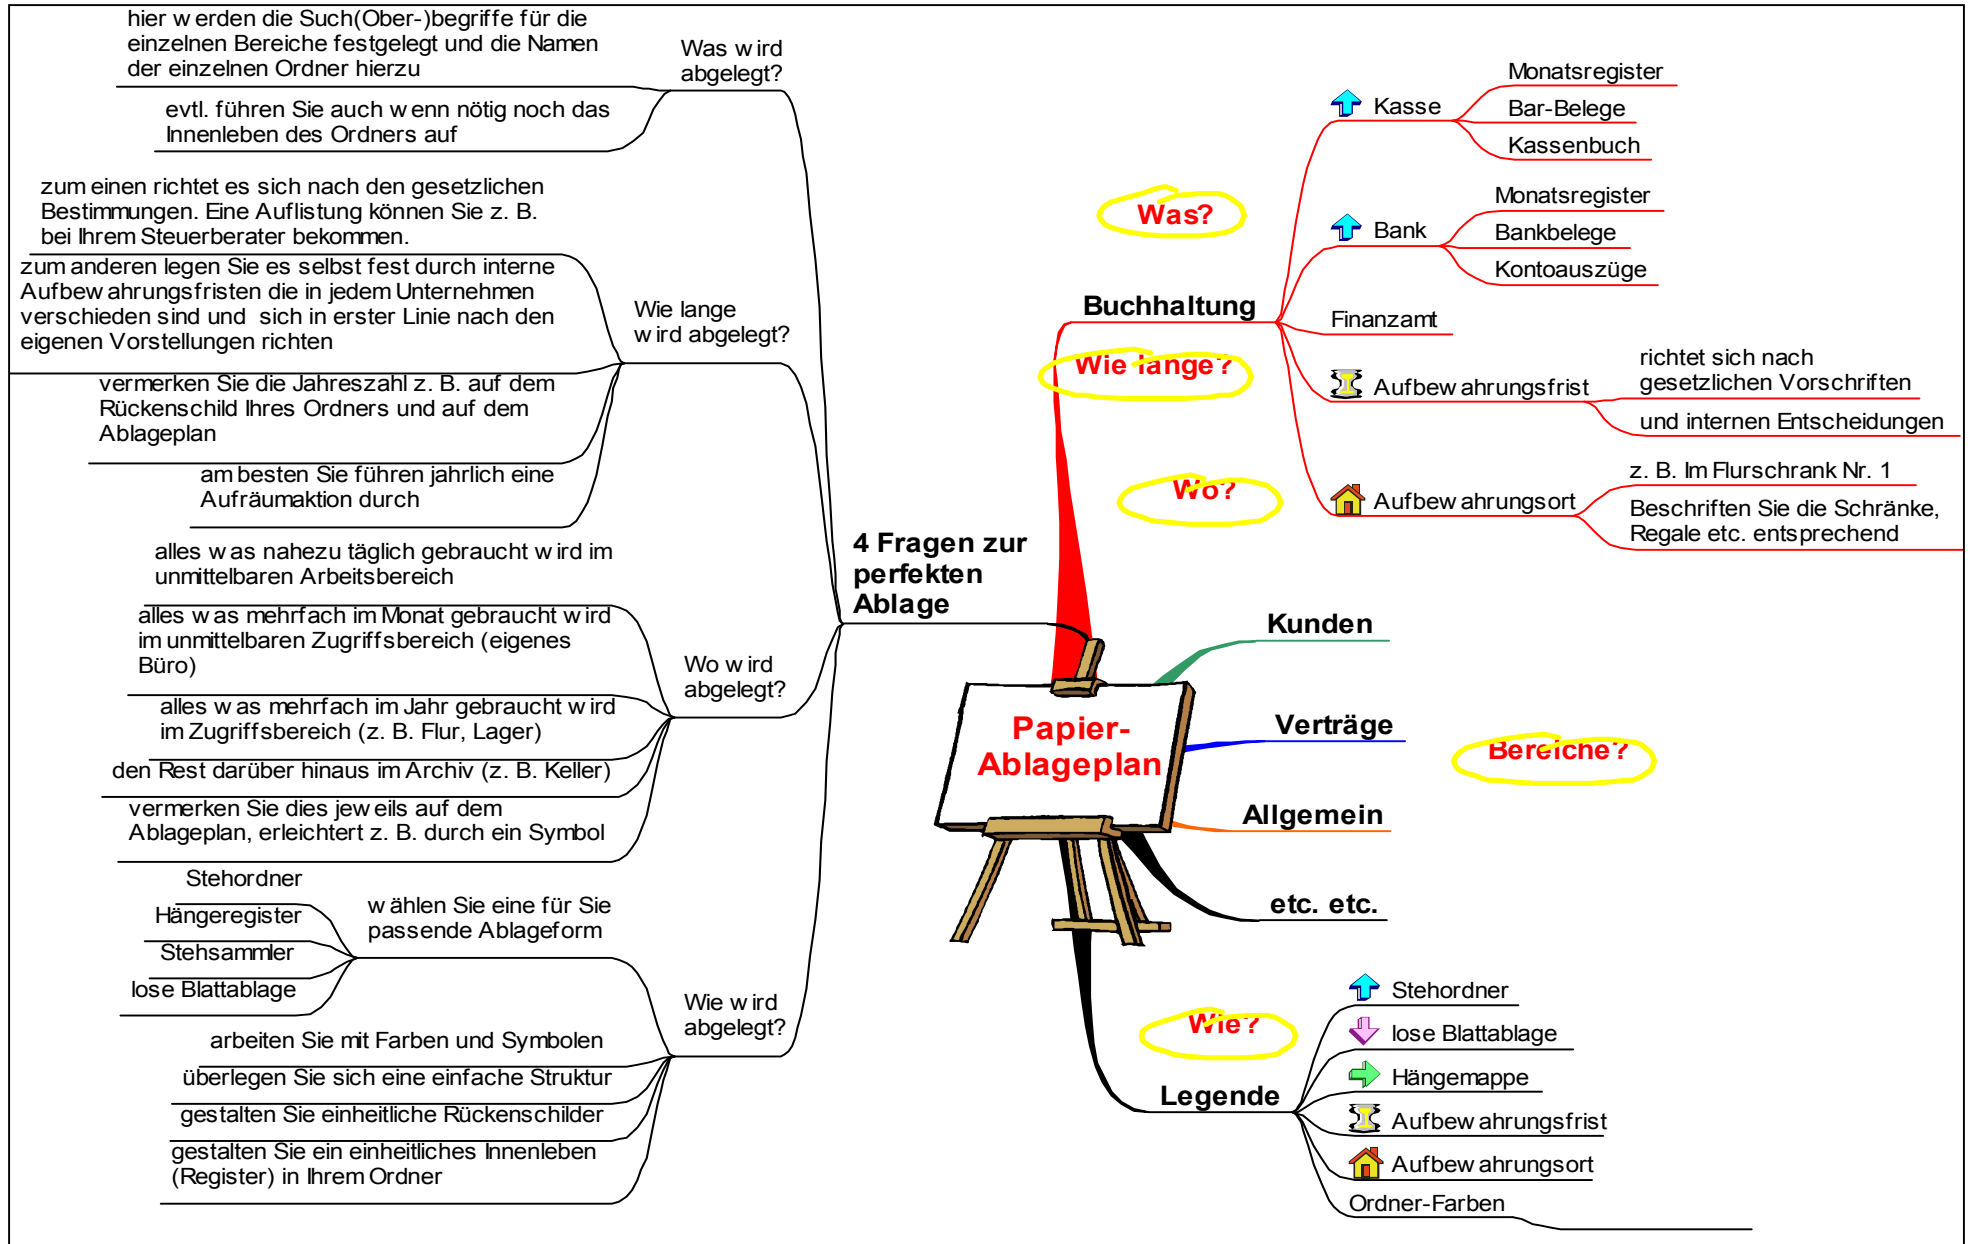 hier werden die Such(Ober-)begriffe für die
einzelnen Bereiche festgelegt und die Namen
der einzelnen Ordner hierzu
evtl. führen Sie auch wenn nötig noch das
Innenleben des Ordners auf
Was wird
abgelegt?
zum einen richtet es sich nach den gesetzlichen
Bestimmungen. Eine Auflistung können Sie z. B.
bei Ihrem Steuerberater bekommen.
zum anderen legen Sie es selbst fest durch interne
Aufbewahrungsfristen die in jedem Unternehmen
verschieden sind und sich in erster Linie nach den
eigenen Vorstellungen richten
vermerken Sie die Jahreszahl z. B. auf dem
Rückenschild Ihres Ordners und auf dem
Ablageplan
am besten Sie führen jahrlich eine
Aufräumaktion durch
Wie lange
wird abgelegt?
alles was nahezu täglich gebraucht wird im
unmittelbaren Arbeitsbereich
alles was mehrfach im Monat gebraucht wird
im unmittelbaren Zugriffsbereich (eigenes
Büro)
alles was mehrfach im Jahr gebraucht wird
im Zugriffsbereich (z. B. Flur, Lager)
den Rest darüber hinaus im Archiv (z. B. Keller)
vermerken Sie dies jeweils auf dem
Ablageplan, erleichtert z. B. durch ein Symbol
Wo wird
abgelegt?
Stehordner
Hängeregister
Stehsammler
lose Blattablage
wählen Sie eine für Sie
passende Ablageform
arbeiten Sie mit Farben und Symbolen
überlegen Sie sich eine einfache Struktur
gestalten Sie einheitliche Rückenschilder
gestalten Sie ein einheitliches Innenleben
(Register) in Ihrem Ordner
Wie wird
abgelegt?
4 Fragen zur
perfekten
Ablage
Papier-
Ablageplan
Was?
Wie lange?
Wo?
Buchhaltung
Kasse
Monatsregister
Bar-Belege
Kassenbuch
Bank
Monatsregister
Bankbelege
Kontoauszüge
Finanzamt
Aufbewahrungsfrist
richtet sich nach
gesetzlichen Vorschriften
und internen Entscheidungen
Aufbewahrungsort
z. B. Im Flurschrank Nr. 1
Beschriften Sie die Schränke,
Regale etc. entsprechend
Kunden
Verträge
Bereiche?
Allgemein
etc. etc.
Wie?
Legende
Stehordner
lose Blattablage
Hängemappe
Aufbewahrungsfrist
Aufbewahrungsort
Ordner-Farben